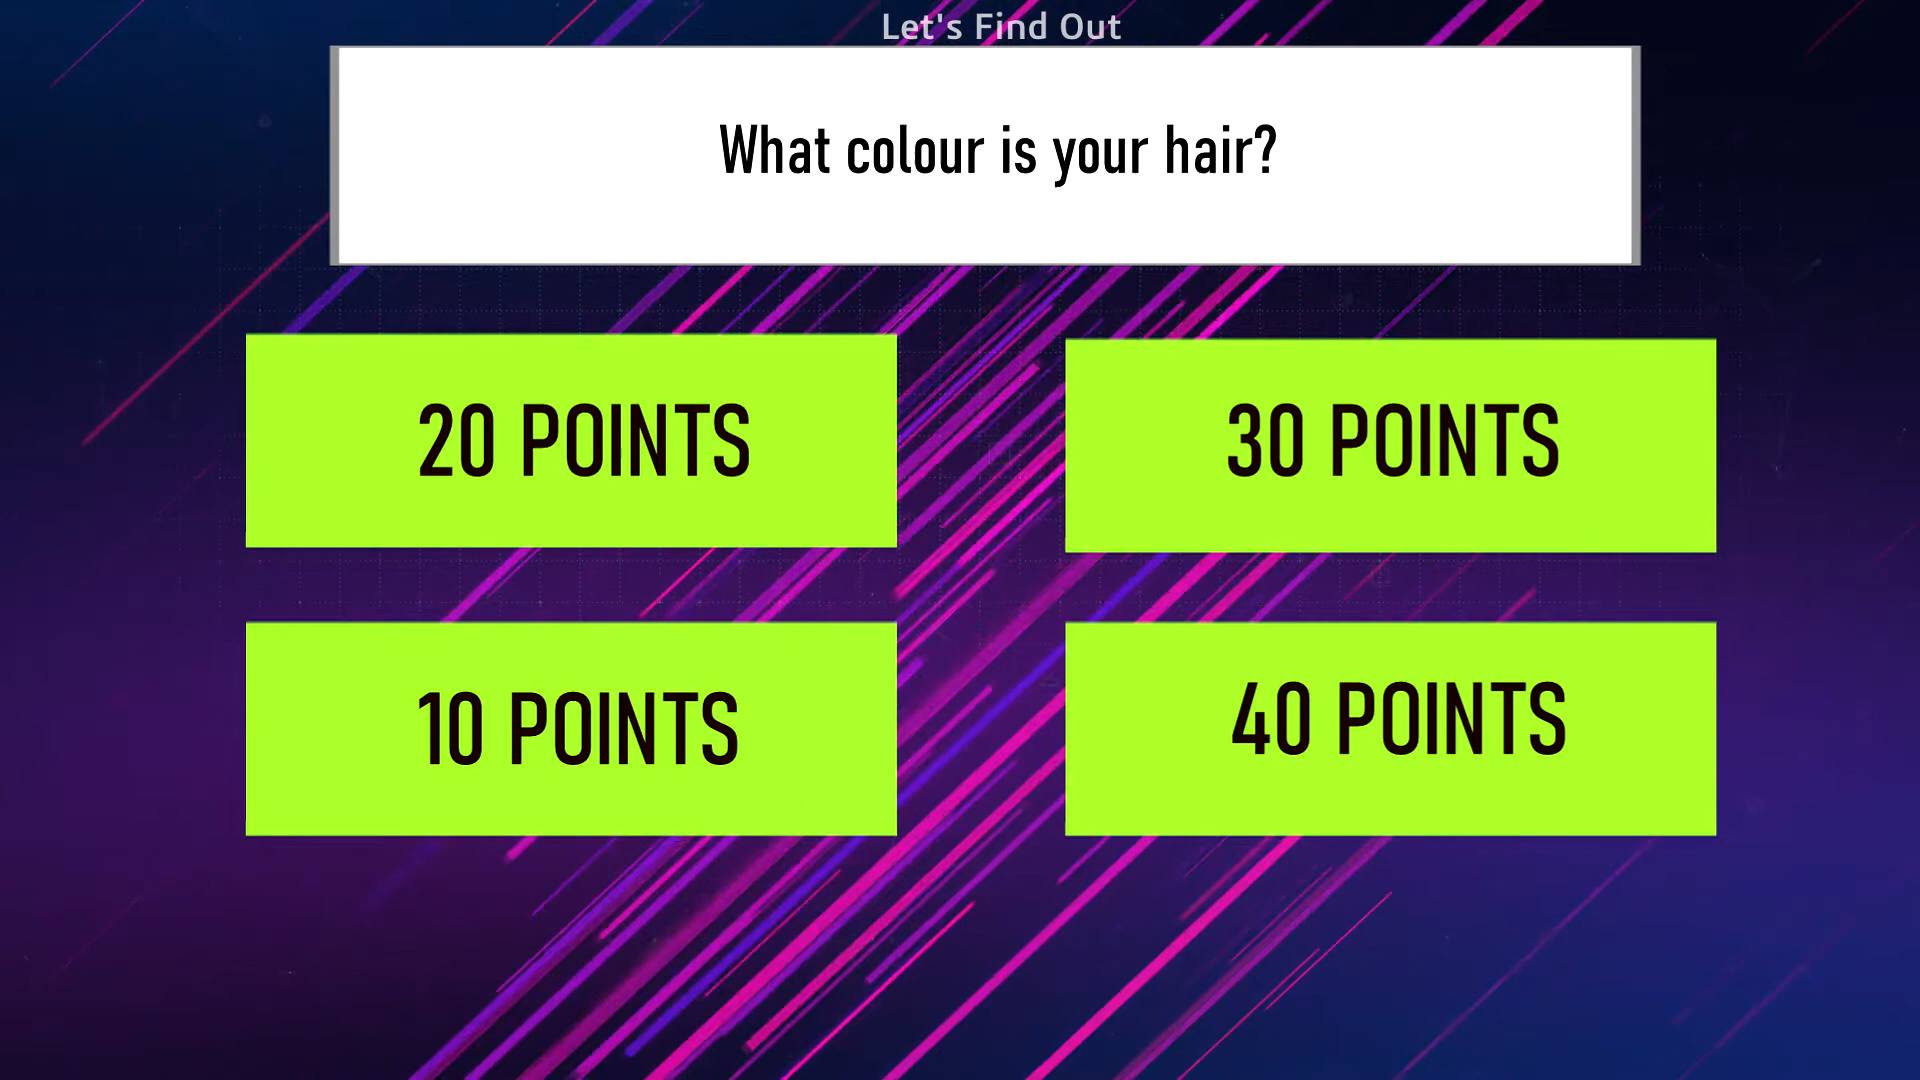 Let's Find Out
What colour is your hair?
20 POINTS
30 POINTS
10 POINTS
40 POINTS